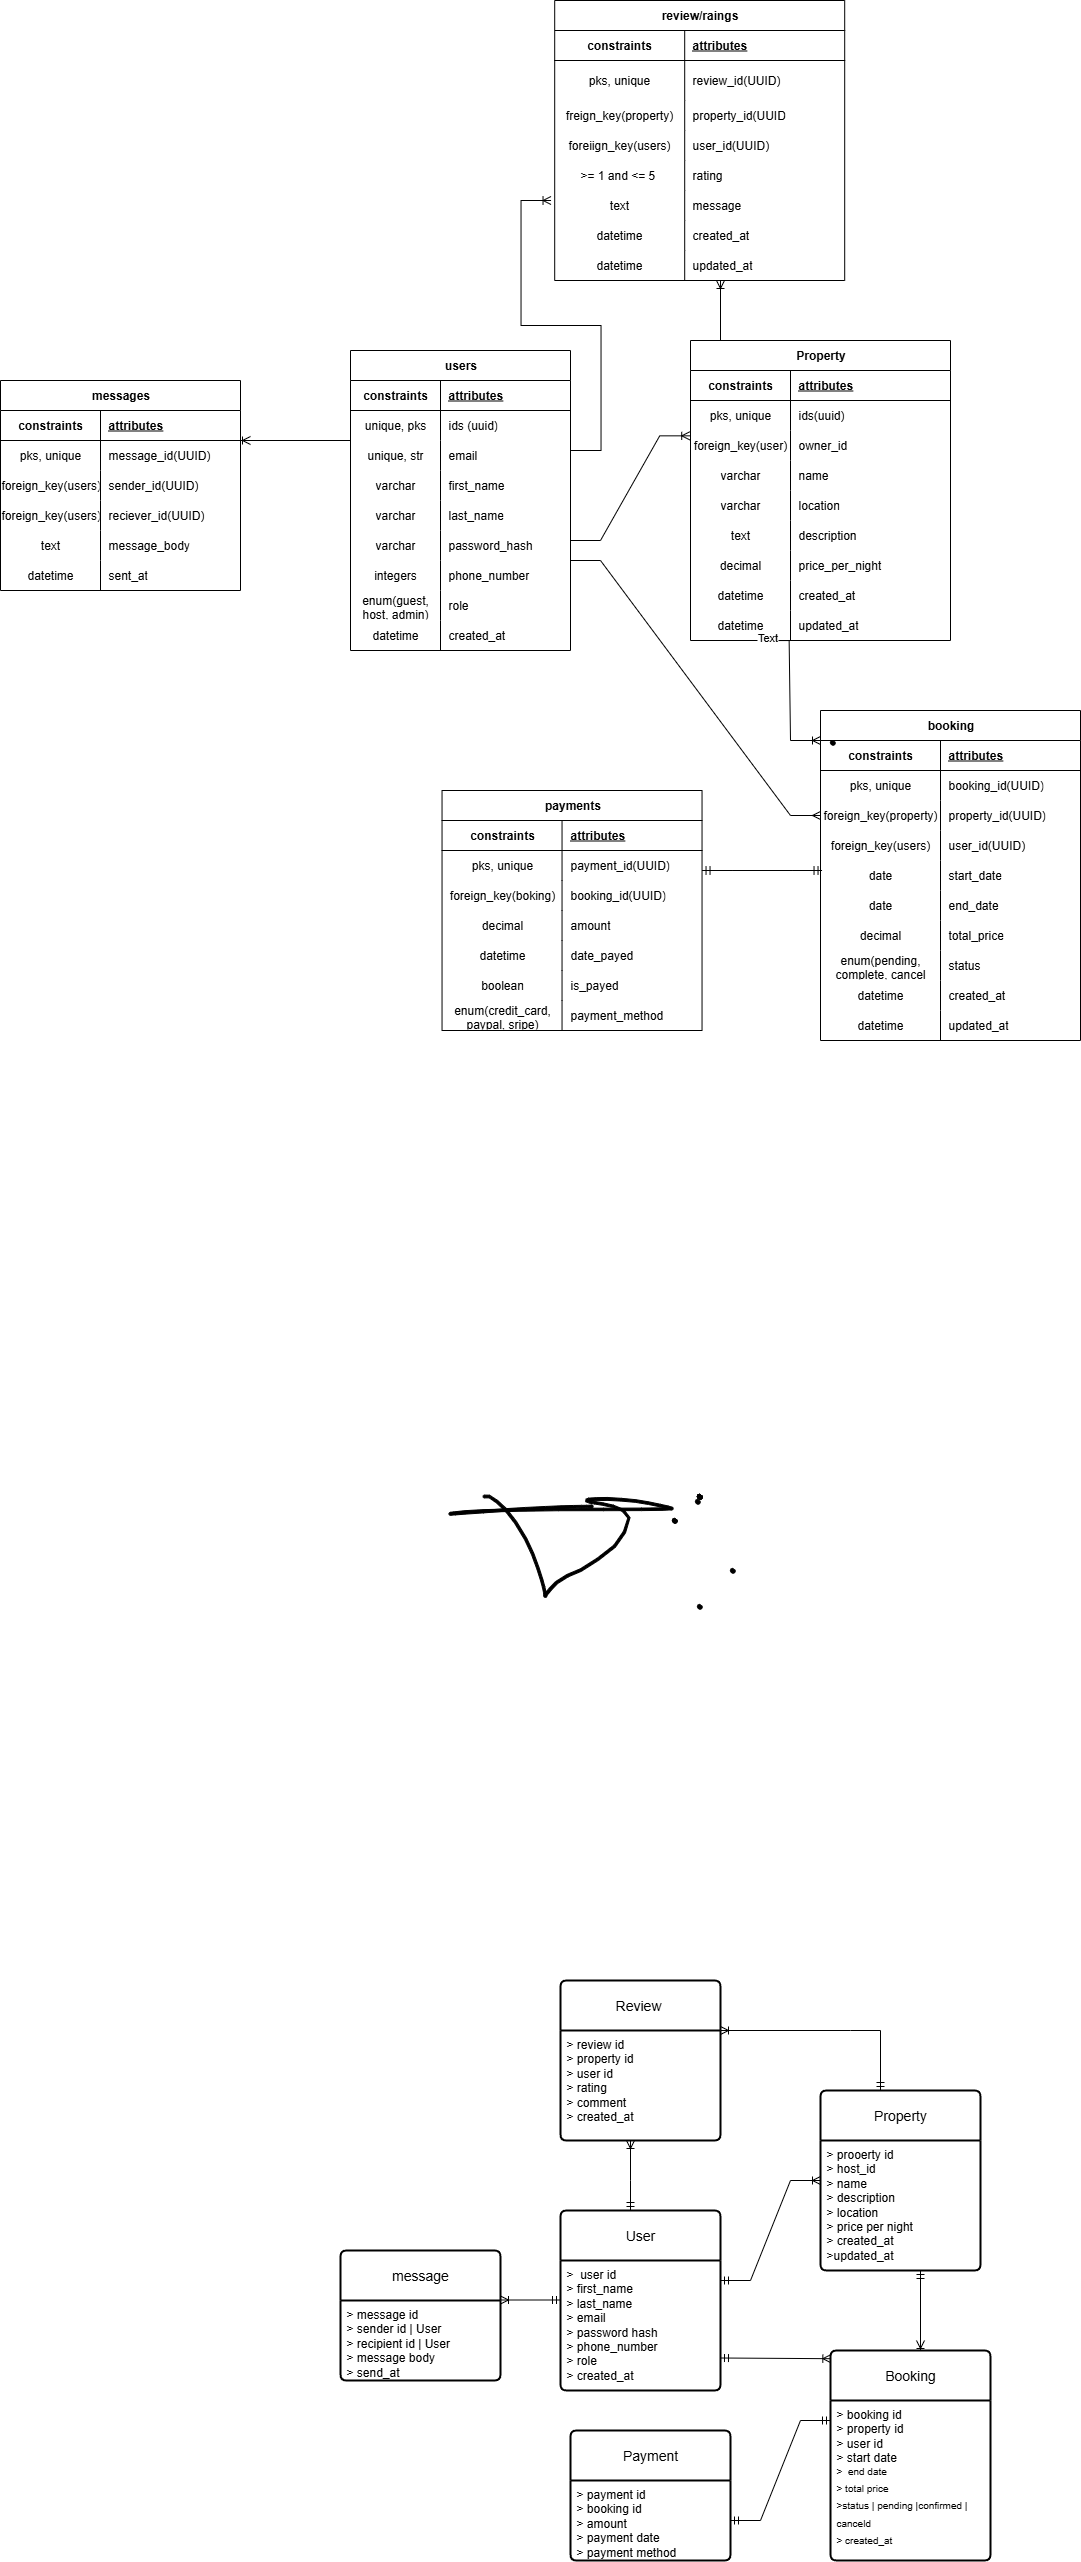 review/raings
constraints attributes
pks, unique review_id(UUID)
freign_key(property) property_id(UUID
foreiign_key(users) user_id(UUID)
>= 1 and <= 5 rating
text message
datetime created_at
datetime updated_at
users
constraints attributes
unique, pks ids (uuid)
unique, str email
varchar first_name
varchar last_name
varchar password_hash
integers phone_number
enum(guest,
host, admin) role
datetime created_at
Property
constraints attributes
pks, unique ids(uuid)
foreign_key(user) owner_id
varchar name
varchar location
text description
decimal price_per_night
datetime created_at
datetime updated_at
Text
messages
constraints attributes
pks, unique message_id(UUID)
foreign_key(users) sender_id(UUID)
foreign_key(users) reciever_id(UUID)
text message_body
datetime sent_at
booking
constraints attributes
pks, unique booking_id(UUID)
foreign_key(property) property_id(UUID)
foreign_key(users) user_id(UUID)
date start_date
date end_date
decimal total_price
enum(pending,
complete, cancel status
datetime created_at
datetime updated_at
payments
constraints attributes
pks, unique payment_id(UUID)
foreign_key(boking) booking_id(UUID)
decimal amount
datetime date_payed
boolean is_payed
enum(credit_card,
paypal, sripe) payment_method
Review
> review id
> property id
> user id
> rating
> comment
> created_at
Property
> prooerty id
> host_id
> name
> description
> location
> price per night
> created_at
>updated_at
User
> user id
> first_name
> last_name
> email
> password hash
> phone_number
> role
> created_at
message
> message id
> sender id | User
> recipient id | User
> message body
> send_at
Booking
> booking id
> property id
> user id
> start date
> end date
> total price
>status | pending |confirmed |
canceld
> created_at
Payment
> payment id
> booking id
> amount
> payment date
> payment method